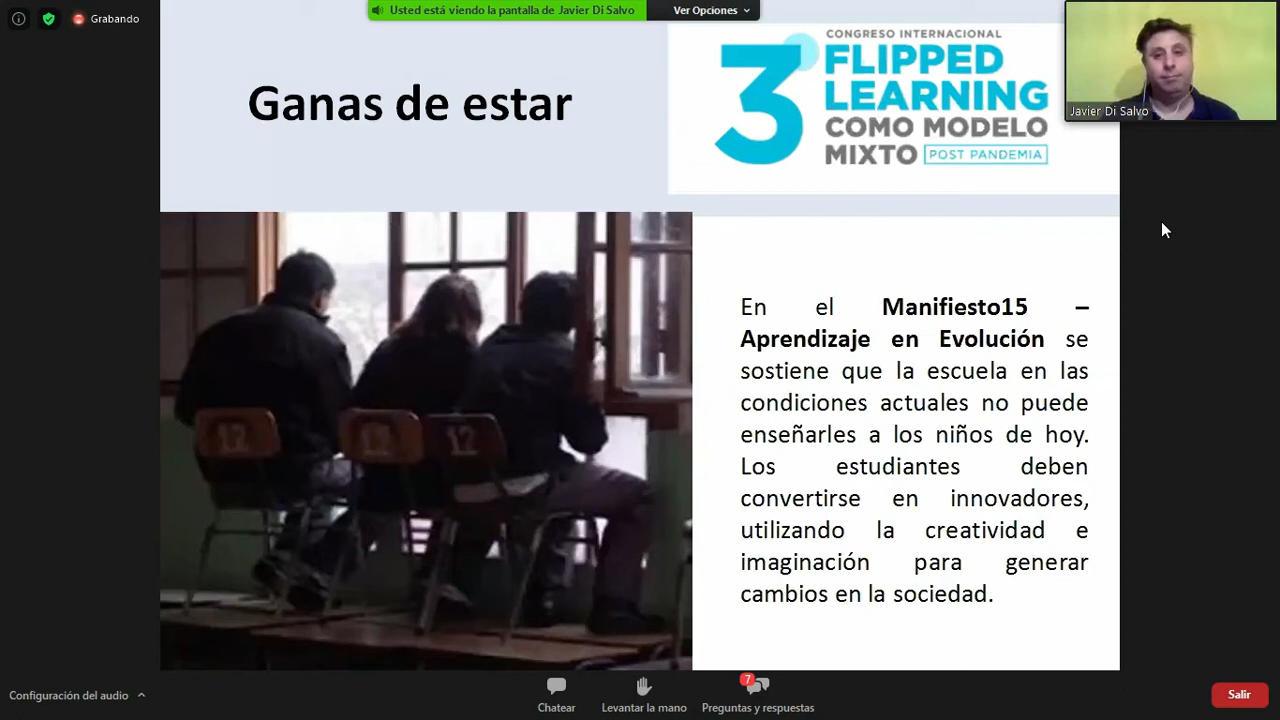 Grabando
Usted está viendo la pantalla de Javier Di Salvo
Ver Opciones
Ganas de estar
3
CONGRESO INTERNACIONAL
FLIPPED
LEARNING
COMO MODELO
MIXTO POST PANDEMIA
Javier Di Salvo
12
12
En el Manifiesto15 –
Aprendizaje en Evolución se
sostiene que la escuela en las
condiciones actuales no puede
enseñarles a los niños de hoy.
Los estudiantes deben
convertirse en innovadores,
utilizando la creatividad e
imaginación para generar
cambios en la sociedad.
Configuración del audio
Chatear
Levantar la mano
7
Preguntas y respuestas
Salir